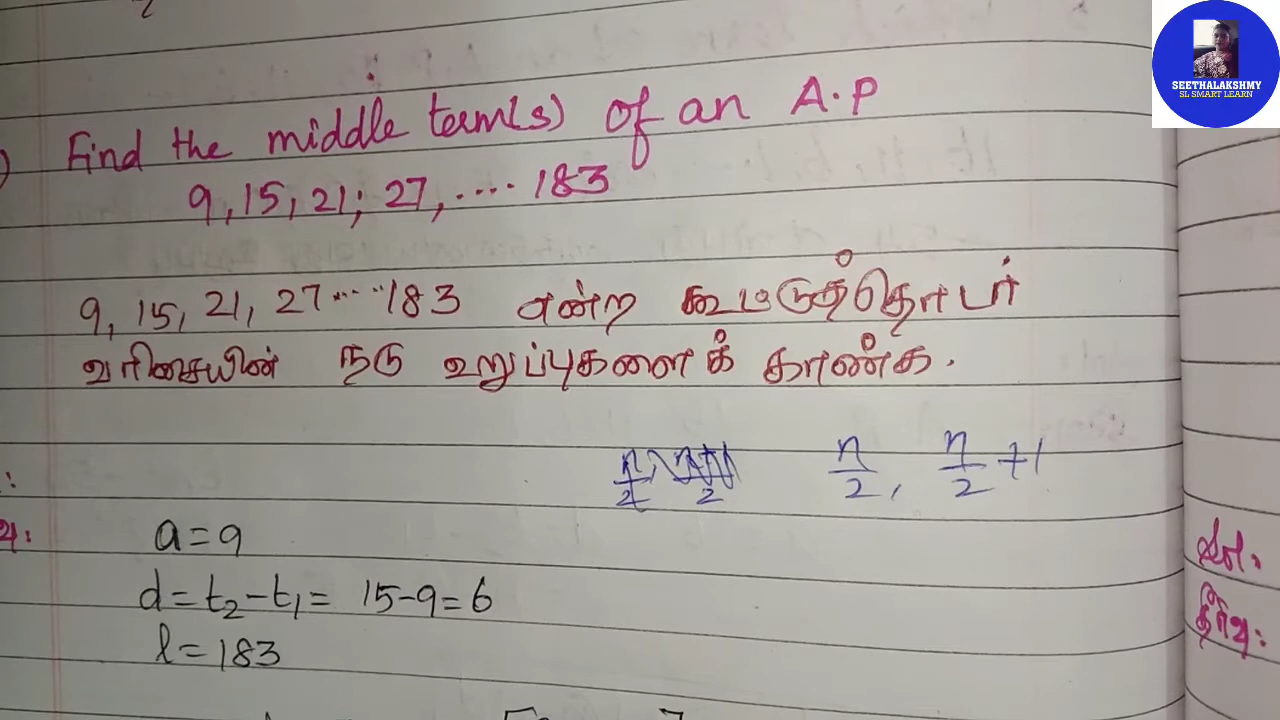 Find the middle term(s) of an A.P
9, 15, 21, 27, .... 183
9, 15, 21, 27 ..... 183 என்ற கூட்டுத்தொடர்
வரிசையின் நடு உறுப்புகளைக் காண்க.
n/2, n/2 +1
a = 9
d = t₂ - t₁ = 15 - 9 = 6
l = 183
தீர்வு:
SEETHALAKSHMY
SL SMART LEARN